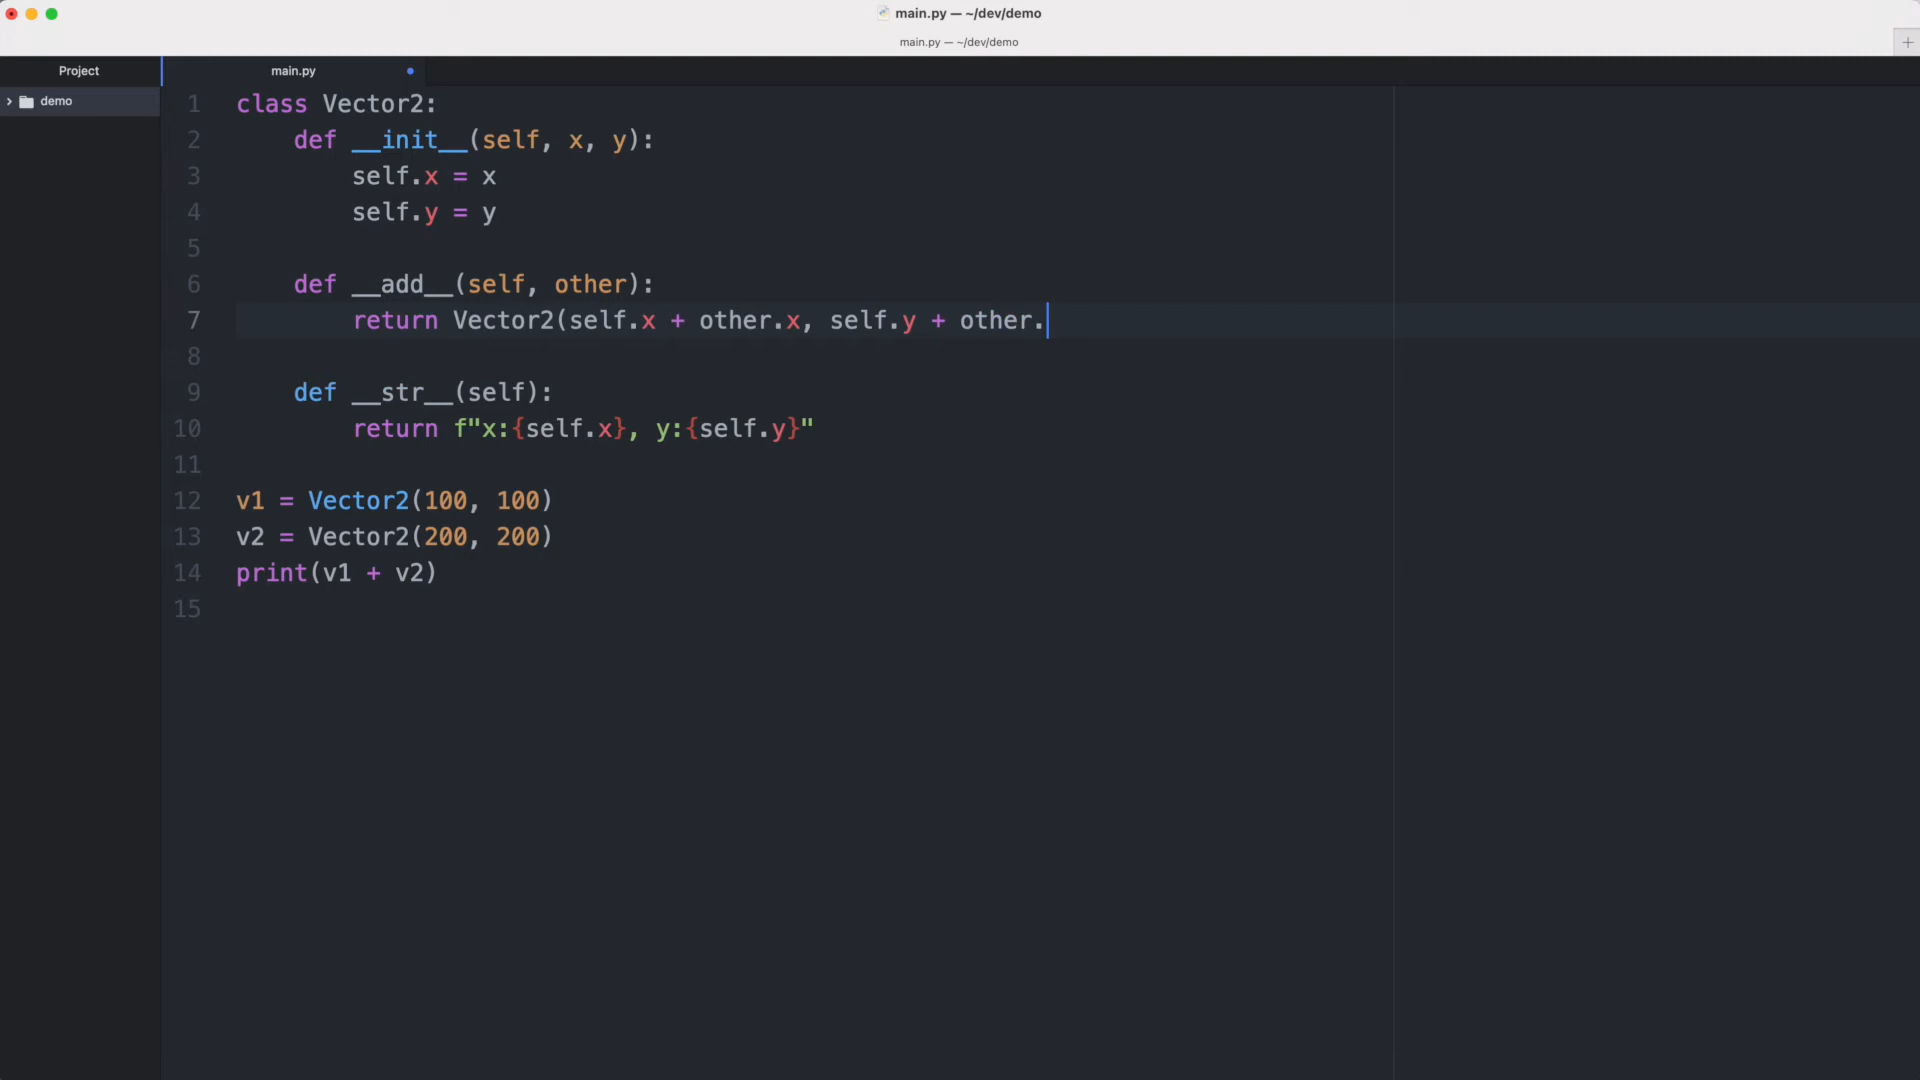 main.py — ~/dev/demo
main.py — ~/dev/demo
Project
main.py
demo
1 class Vector2:
2     def __init__(self, x, y):
3         self.x = x
4         self.y = y
5
6     def __add__(self, other):
7         return Vector2(self.x + other.x, self.y + other.
8
9     def __str__(self):
10         return f"x:{self.x}, y:{self.y}"
11
12 v1 = Vector2(100, 100)
13 v2 = Vector2(200, 200)
14 print(v1 + v2)
15